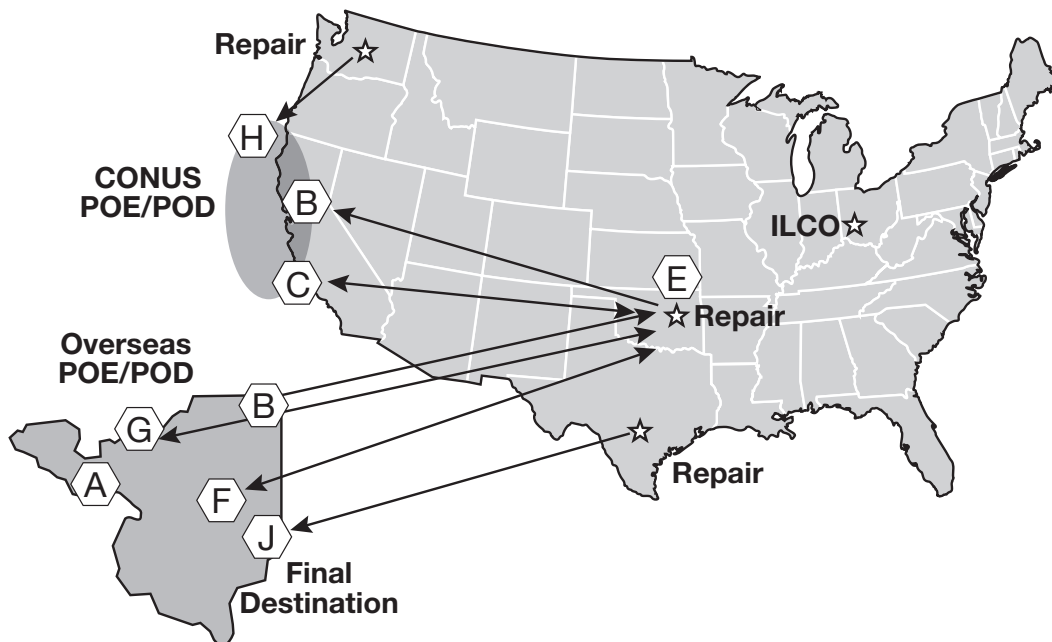 Repair
H
CONUS
POE/POD
B
C
ILCO
E
Repair
Overseas
POE/POD
B
G
A
F
J
Repair
Final
Destination